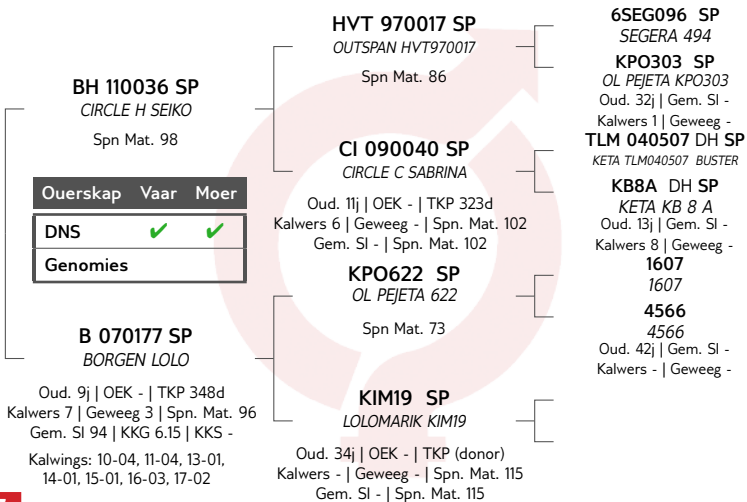 BH 110036 SP
CIRCLE H SEIKO
Spn Mat. 98
Ouerskap Vaar Moer
DNS ✔ ✔
Genomies
B 070177 SP
BORGEN LOLO
Oud. 9j | OEK - | TKP 348d
Kalwers 7 | Geweeg 3 | Spn. Mat. 96
Gem. SI 94 | KKG 6.15 | KKS -
Kalwings: 10-04, 11-04, 13-01,
14-01, 15-01, 16-03, 17-02
HVT 970017 SP
OUTSPAN HVT970017
Spn Mat. 86
CI 090040 SP
CIRCLE C SABRINA
Oud. 11j | OEK - | TKP 323d
Kalwers 6 | Geweeg - | Spn. Mat. 102
Gem. SI - | Spn. Mat. 102
KPO622 SP
OL PEJETA 622
Spn Mat. 73
KIM19 SP
LOLOMARIK KIM19
Oud. 34j | OEK - | TKP (donor)
Kalwers - | Geweeg - | Spn. Mat. 115
Gem. SI - | Spn. Mat. 115
6SEG096 SP
SEGERA 494
KPO303 SP
OL PEJETA KPO303
Oud. 32j | Gem. SI -
Kalwers 1 | Geweeg -
TLM 040507 DH SP
KETA TLM040507 BUSTER
KB8A DH SP
KETA KB 8 A
Oud. 13j | Gem. SI -
Kalwers 8 | Geweeg -
1607
1607
4566
4566
Oud. 42j | Gem. SI -
Kalwers - | Geweeg -